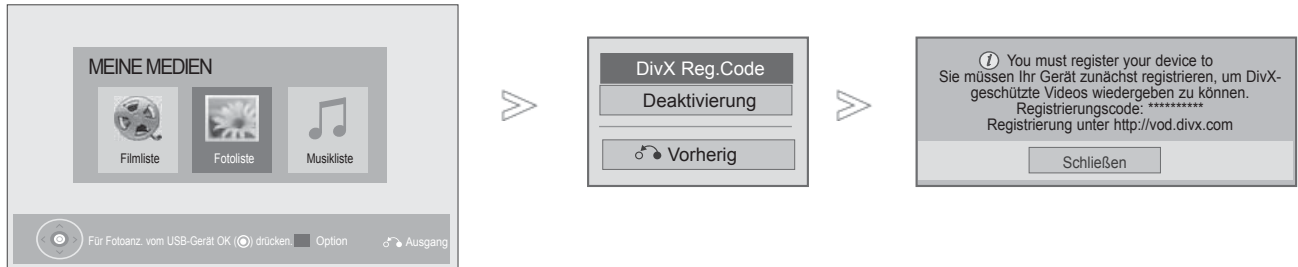 MEINE MEDIEN
Filmliste
Fotoliste
Musikliste
Für Fotoanz. vom USB-Gerät OK (◉) drücken. Option Ausgang
DivX Reg.Code
Deaktivierung
Vorherig
You must register your device to
Sie müssen Ihr Gerät zunächst registrieren, um DivX-
geschützte Videos wiedergeben zu können.
Registrierungscode: **********
Registrierung unter http://vod.divx.com
Schließen